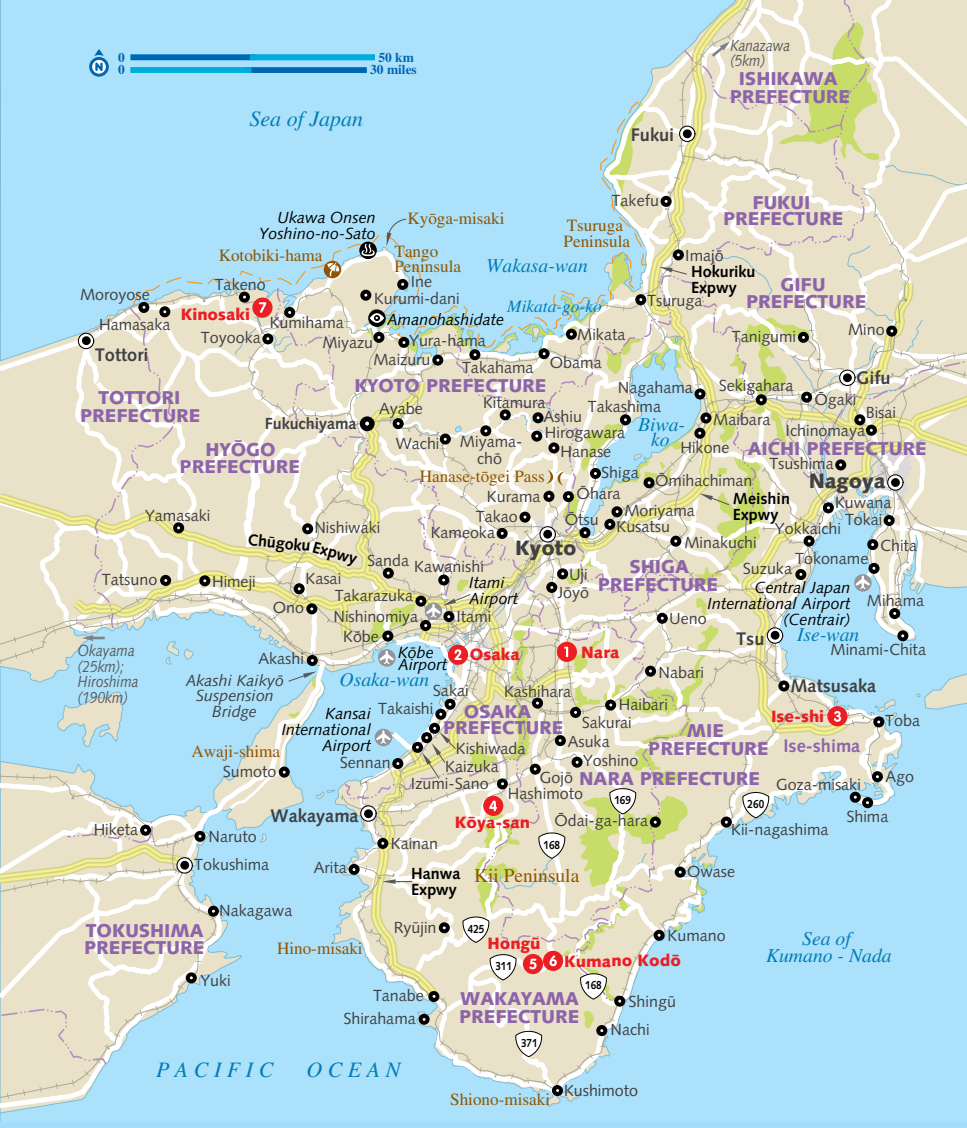 Kanazawa
(5km)
0
50 km
0
30 miles
N
ISHIKAWA
PREFECTURE
Sea of Japan
Fukui
Takefu
FUKUI
PREFECTURE
Ukawa Onsen
Yoshino-no-Sato
Kyōga-misaki
Tsuruga
Peninsula
Kotobiki-hama
Tango
Peninsula
Wakasa-wan
Imajō
Hokuriku
Expwy
GIFU
PREFECTURE
Takeno
Ine
Kurumi-dani
Moroyose
Hamasaka
Kinosaki
7
Kumihama
Mikata-go-ko
Tsuruga
Amanohashidate
Toyooka
Miyazu
Yura-hama
Mikata
Tanigumi
Mino
Tottori
Maizuru
Takahama
Obama
KYOTO PREFECTURE
Nagahama
Sekigahara
Gifu
TOTTORI
PREFECTURE
Ayabe
Kitamura
Ashiu
Takashima
Ōgaki
Bisai
Fukuchiyama
Wachi
Miyama-
chō
Hirogawara
Hanase
Biwa-
ko
Maibara
Hikone
Ichinomaya
AICHI PREFECTURE
HYŌGO
PREFECTURE
Tsushima
Hanase-tōgei Pass
Shiga
Ōmihachiman
Nagoya
Kurama
Ōhara
Meishin
Expwy
Kuwana
Takao
Moriyama
Tokai
Yamasaki
Nishiwaki
Kameoka
Ōtsu
Kusatsu
Yokkaichi
Chūgoku Expwy
Kyoto
Minakuchi
Chita
Tokoname
Sanda
Kawanishi
Uji
SHIGA
PREFECTURE
Suzuka
Tatsuno
Himeji
Kasai
Jōyō
Central Japan
International Airport
(Centrair)
Mihama
Takarazuka
Itami
Airport
Ono
Nishinomiya
Itami
Ueno
Tsu
Ise-wan
Kōbe
Minami-Chita
Okayama
(25km);
Hiroshima
(190km)
Akashi
Kōbe
Airport
2
Osaka
1
Nara
Osaka-wan
Nabari
Akashi Kaikyō
Suspension
Bridge
Sakai
Kashihara
Matsusaka
Takaishi
Haibari
Kansai
International
Airport
OSAKA
PREFECTURE
Sakurai
Ise-shi
3
Toba
MIE
PREFECTURE
Ise-shima
Awaji-shima
Kishiwada
Asuka
Sumoto
Sennan
Kaizuka
Yoshino
Izumi-Sano
Gojō
NARA PREFECTURE
Ago
Hashimoto
Goza-misaki
169
260
4
Shima
Wakayama
Kōya-san
Ōdai-ga-hara
Kii-nagashima
Hiketa
Naruto
Kainan
168
Tokushima
Arita
Hanwa
Expwy
Kii Peninsula
Owase
Nakagawa
Ryūjin
425
TOKUSHIMA
PREFECTURE
Hino-misaki
Hongū
Kumano
Sea of
Kumano - Nada
311
5
6
Kumano Kodō
Yuki
168
Tanabe
WAKAYAMA
PREFECTURE
Shingū
Shirahama
Nachi
371
PACIFIC OCEAN
Kushimoto
Shiono-misaki